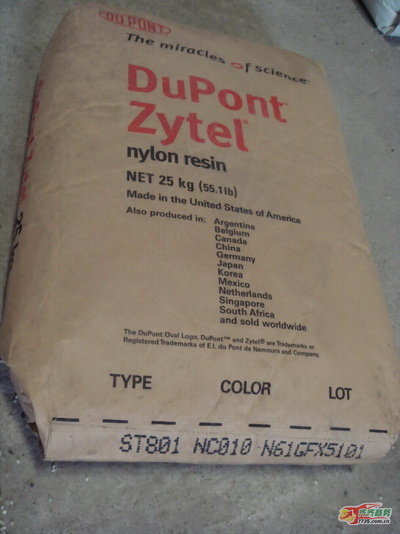 DU PONT
The miracles of science
DuPont
Zytel®
nylon resin
NET 25 kg (55.1lb)
Made in the United States of America
Also produced in:
Argentina
Belgium
Canada
China
Germany
Japan
Korea
Mexico
Netherlands
Singapore
South Africa
and sold worldwide
The DuPont Oval Logo, DuPont™ and Zytel® are Trademarks or
Registered Trademarks of E.I. du Pont de Nemours and Company
TYPE COLOR LOT
ST801 NC010 N61GFX5101